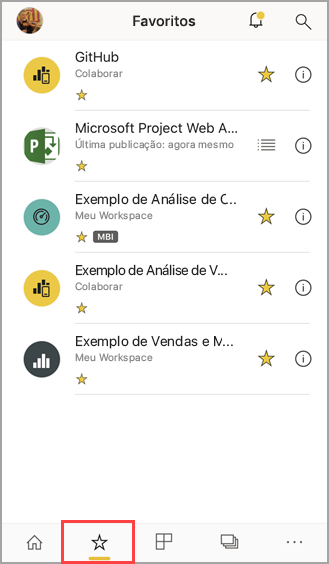 Favoritos
GitHub
Colaborar
Microsoft Project Web A...
Última publicação: agora mesmo
Exemplo de Análise de C...
Meu Workspace
MBI
Exemplo de Análise de V...
Colaborar
Exemplo de Vendas e M...
Meu Workspace